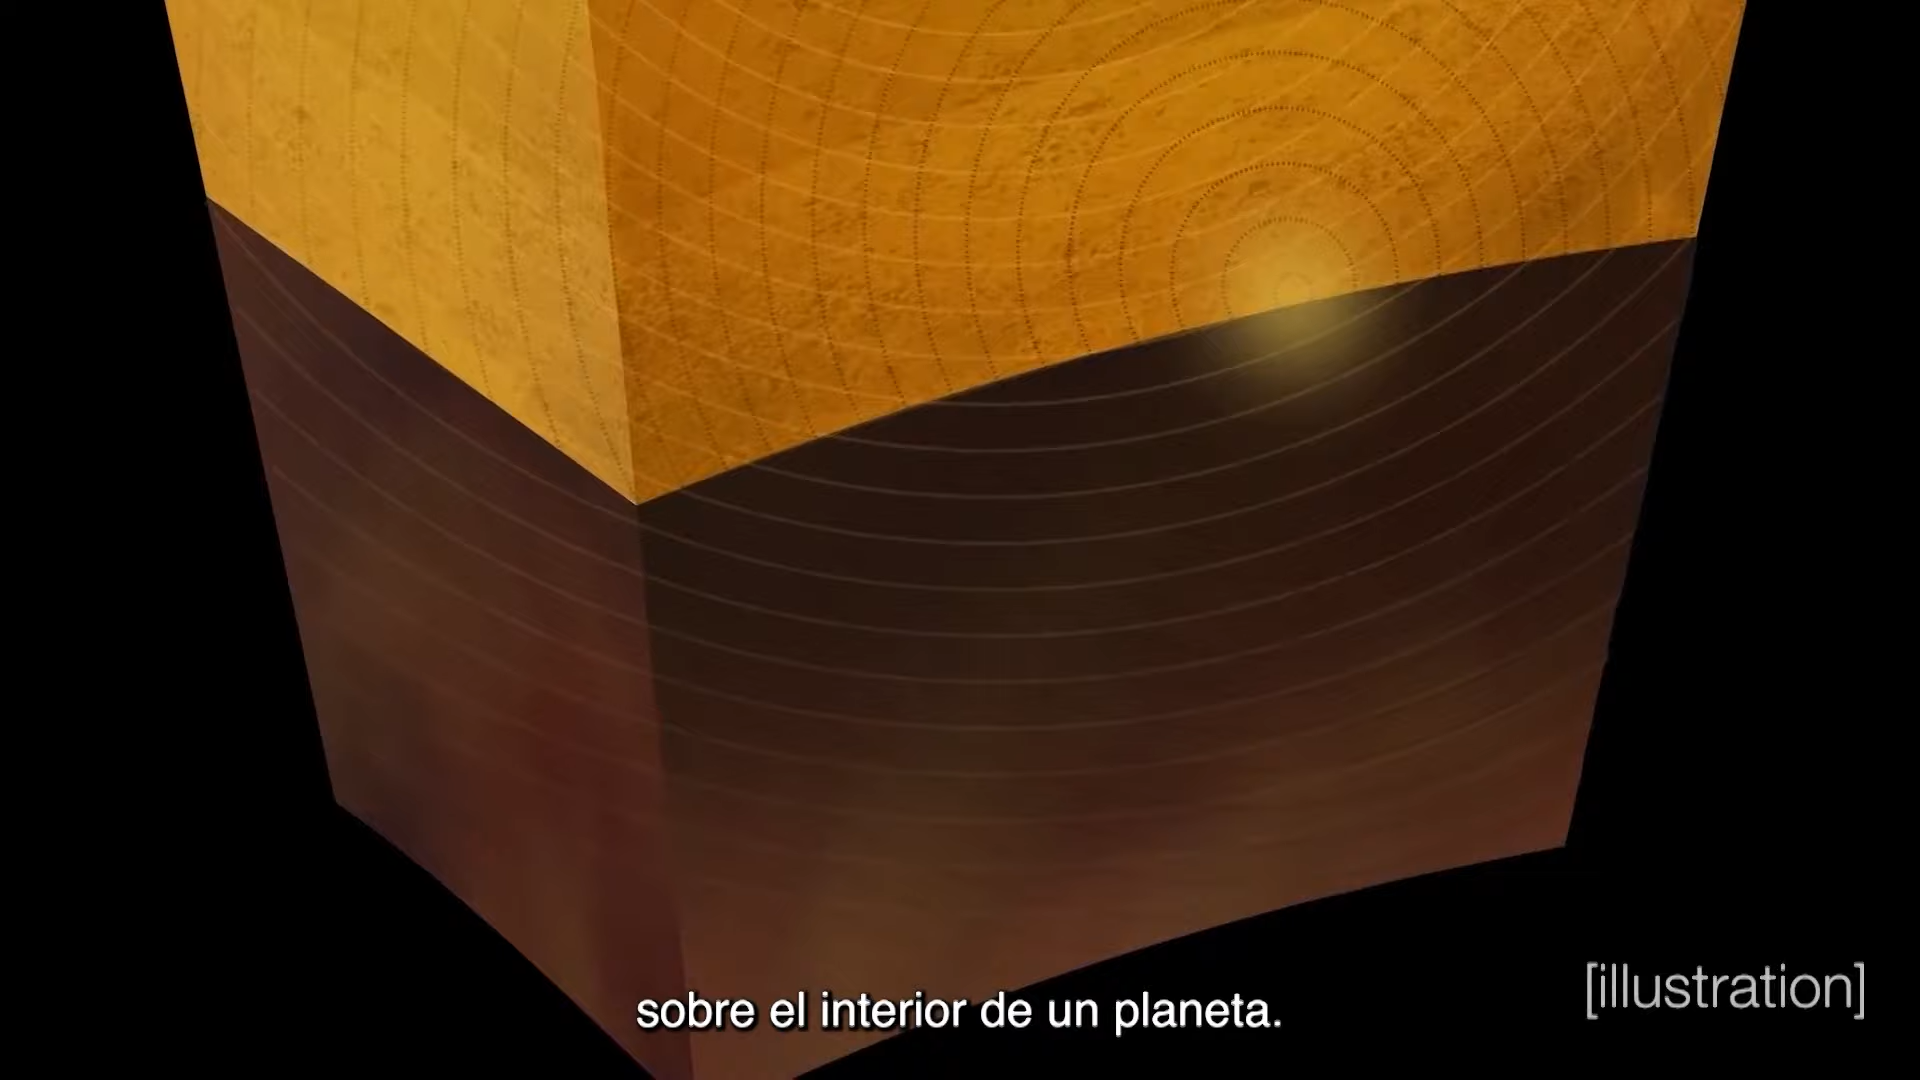 [illustration]
sobre el interior de un planeta.